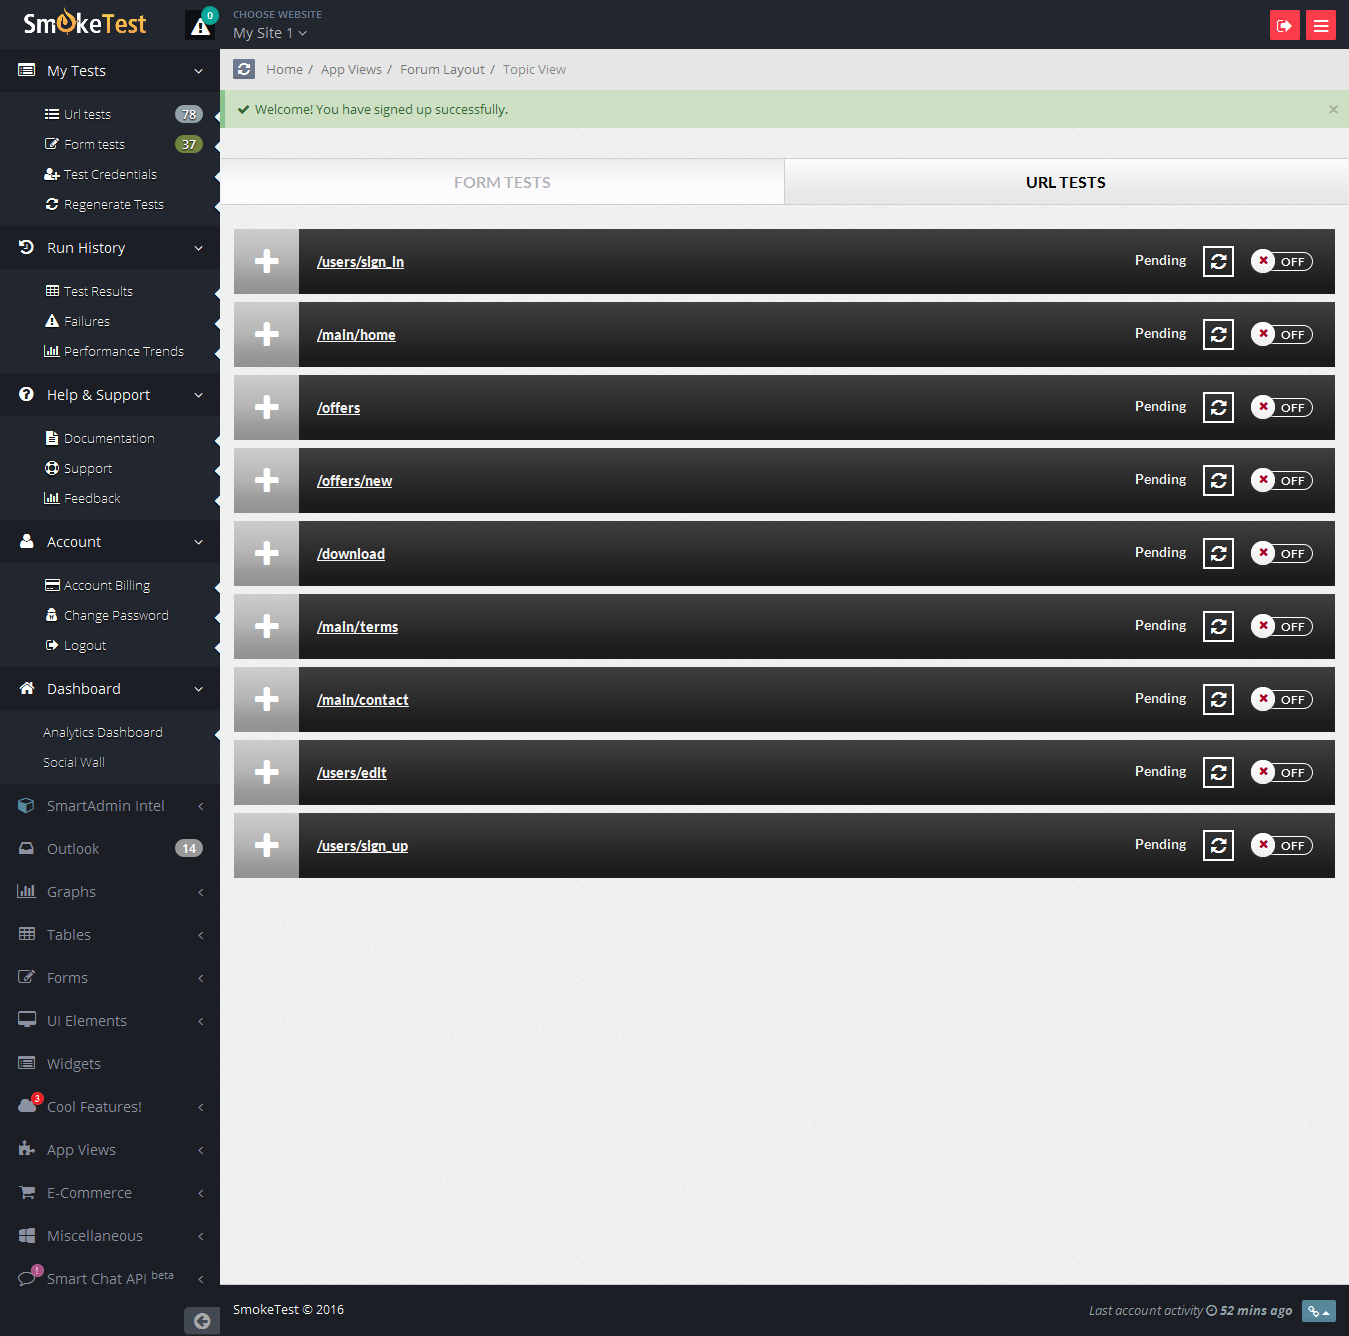 SmokeTest
0
CHOOSE WEBSITE
My Site 1
My Tests
Url tests 78
Form tests 37
Test Credentials
Regenerate Tests
Run History
Test Results
Failures
Performance Trends
Help & Support
Documentation
Support
Feedback
Account
Account Billing
Change Password
Logout
Dashboard
Analytics Dashboard
Social Wall
SmartAdmin Intel
Outlook 14
Graphs
Tables
Forms
UI Elements
Widgets
3
Cool Features!
App Views
E-Commerce
Miscellaneous
!
Smart Chat API beta
Home / App Views / Forum Layout / Topic View
Welcome! You have signed up successfully. ×
FORM TESTS URL TESTS
/users/sign_in Pending OFF
/main/home Pending OFF
/offers Pending OFF
/offers/new Pending OFF
/download Pending OFF
/main/terms Pending OFF
/main/contact Pending OFF
/users/edit Pending OFF
/users/sign_up Pending OFF
SmokeTest © 2016
Last account activity 52 mins ago